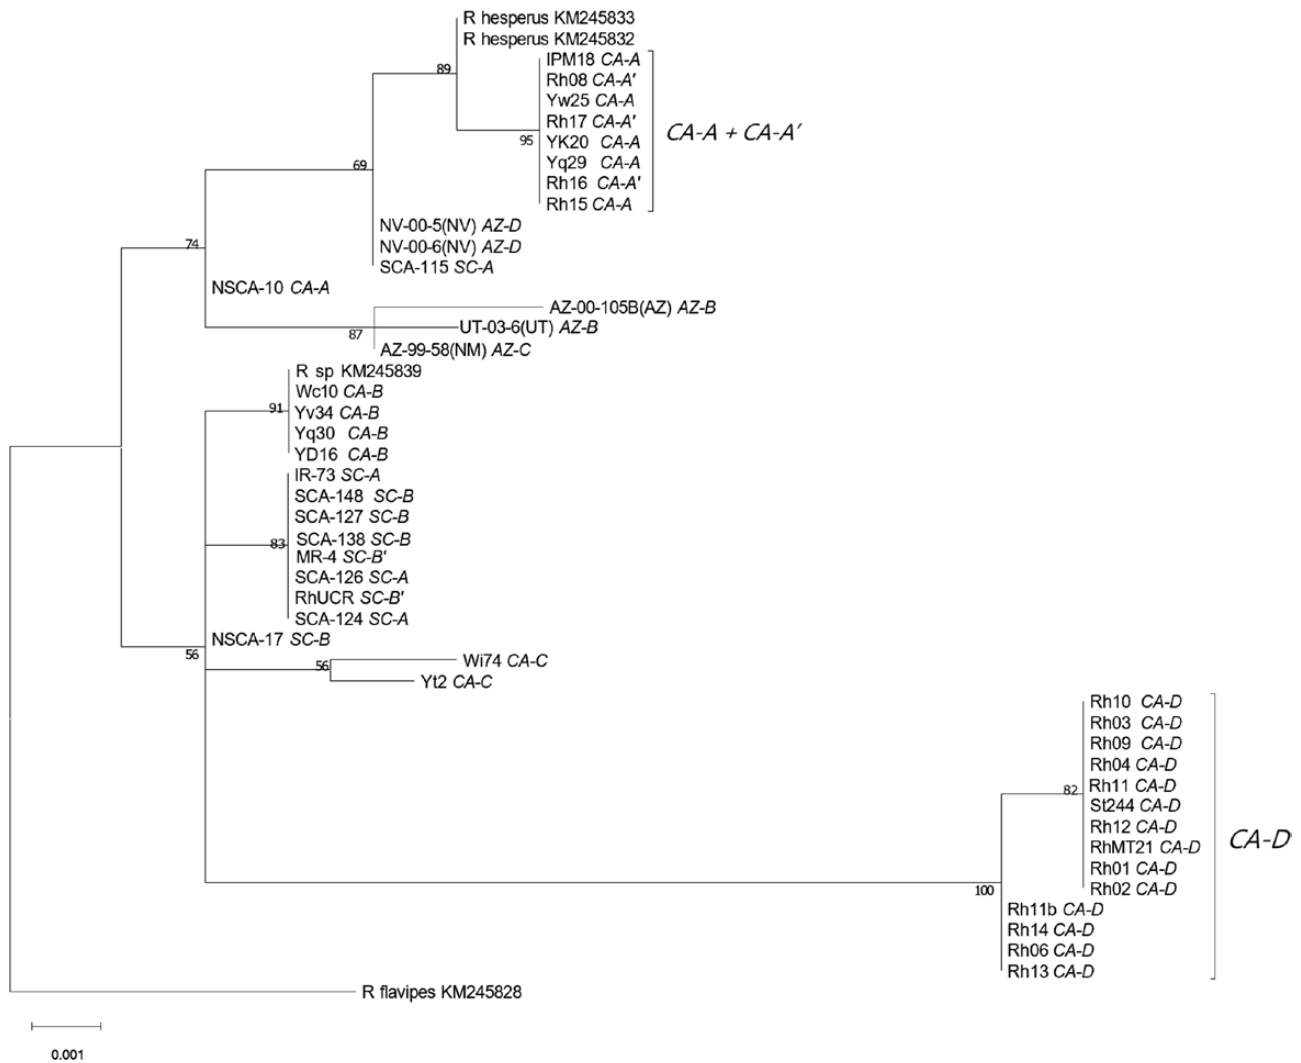 R hesperus KM245833
R hesperus KM245832
89
IPM18 CA-A
Rh08 CA-A'
Yw25 CA-A
Rh17 CA-A'
CA-A + CA-A'
95
YK20 CA-A
Yq29 CA-A
69
Rh16 CA-A'
Rh15 CA-A
NV-00-5(NV) AZ-D
74
NV-00-6(NV) AZ-D
SCA-115 SC-A
NSCA-10 CA-A
AZ-00-105B(AZ) AZ-B
UT-03-6(UT) AZ-B
87
AZ-99-58(NM) AZ-C
R sp KM245839
Wc10 CA-B
91
Yv34 CA-B
Yq30 CA-B
YD16 CA-B
IR-73 SC-A
SCA-148 SC-B
SCA-127 SC-B
83
SCA-138 SC-B
MR-4 SC-B'
SCA-126 SC-A
RhUCR SC-B'
SCA-124 SC-A
NSCA-17 SC-B
56
Wi74 CA-C
56
Yt2 CA-C
Rh10 CA-D
Rh03 CA-D
Rh09 CA-D
Rh04 CA-D
Rh11 CA-D
82
St244 CA-D
Rh12 CA-D
CA-D
RhMT21 CA-D
Rh01 CA-D
Rh02 CA-D
100
Rh11b CA-D
Rh14 CA-D
Rh06 CA-D
Rh13 CA-D
R flavipes KM245828
0.001